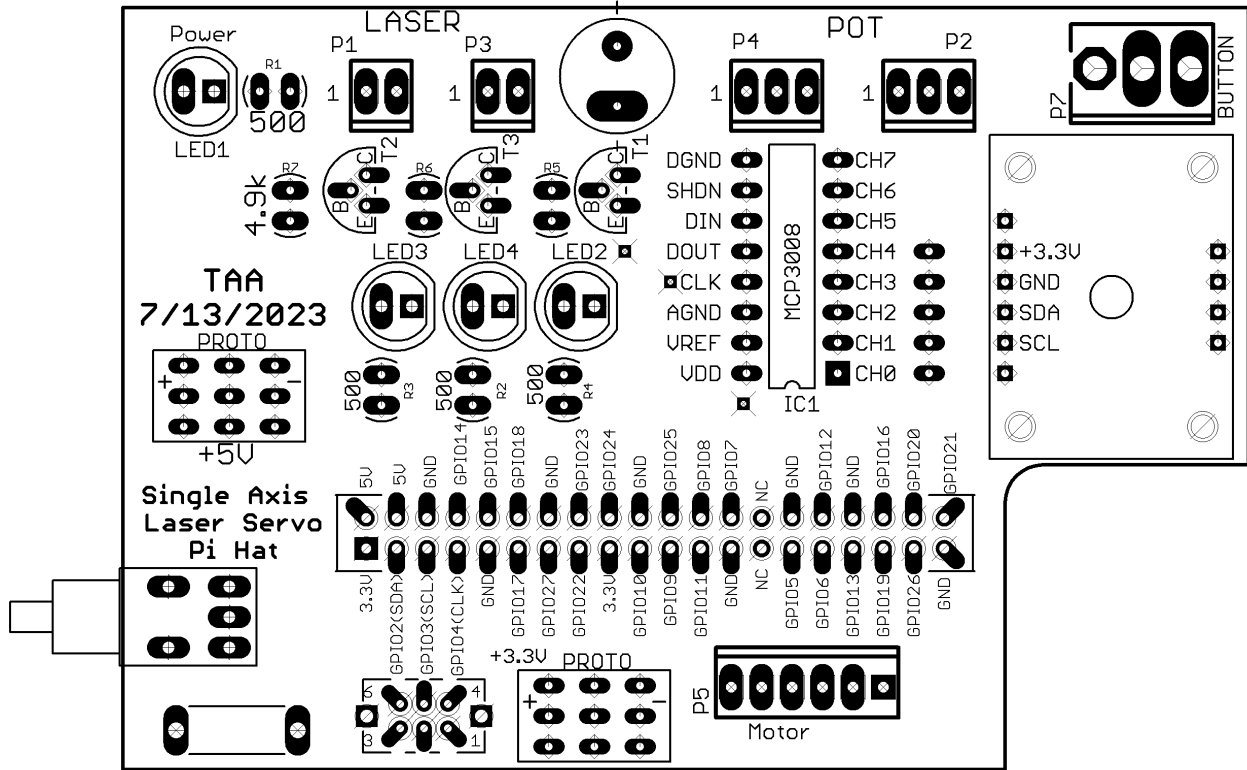 LASER
POT
Power
P1
P3
P4
P2
P7
BUTTON
R1
1
1
1
1
500
LED1
T2
T3
T1
C
B
E
C
B
E
C+
B
E
R7
R6
R5
4.9k
DGND
SHDN
DIN
DOUT
CLK
AGND
VREF
VDD
MCP3008
IC1
CH7
CH6
CH5
CH4
CH3
CH2
CH1
CH0
+3.3V
GND
SDA
SCL
LED3
LED4
LED2
TAA
7/13/2023
PROTO
+
-
+5V
500
R3
500
R2
500
R4
Single Axis
Laser Servo
Pi Hat
5V
5V
GND
GPIO14
GPIO15
GPIO18
GND
GPIO23
GPIO24
GND
GPIO25
GPIO8
GPIO7
NC
GND
GPIO12
GND
GPIO16
GPIO20
GPIO21
3.3V
GPIO2(SDA>
GPIO3(SCL>
GPIO4(CLK>
GND
GPIO17
GPIO27
GPIO22
3.3V
GPIO10
GPIO9
GPIO11
GND
NC
GPIO5
GPIO6
GPIO13
GPIO19
GPIO26
GND
6
4
3
1
+3.3V
PROTO
+
-
P5
Motor